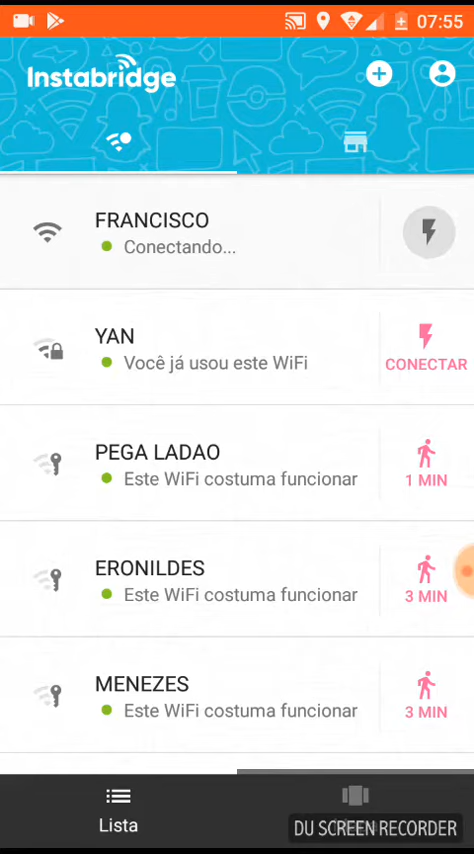 07:55
Instabridge
FRANCISCO
Conectando...
YAN
Você já usou este WiFi
CONECTAR
PEGA LADAO
Este WiFi costuma funcionar
1 MIN
ERONILDES
Este WiFi costuma funcionar
3 MIN
MENEZES
Este WiFi costuma funcionar
3 MIN
Lista
DU SCREEN RECORDER